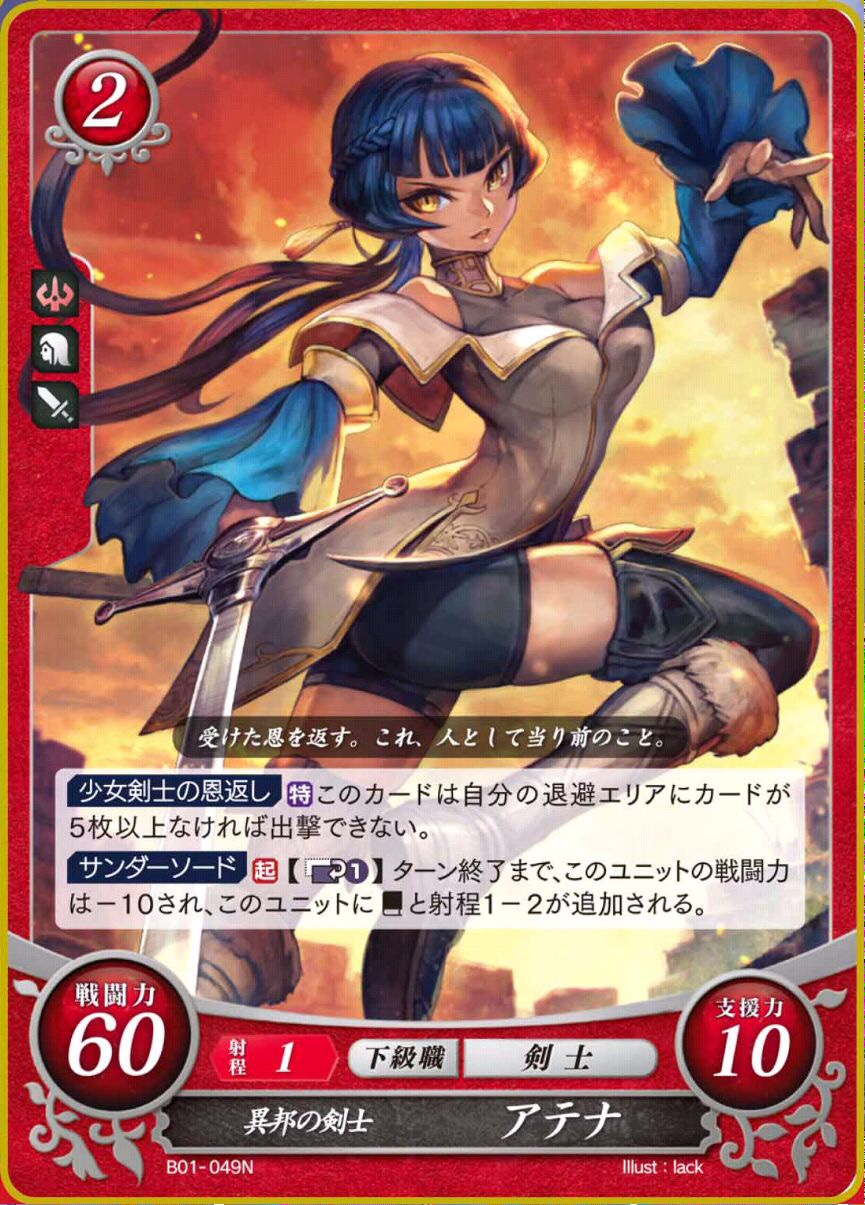 2
受けた恩を返す。これ、人として当り前のこと。
少女剣士の恩返し 特 このカードは自分の退避エリアにカードが
5枚以上なければ出撃できない。
サンダーソード 起 【1】ターン終了まで、このユニットの戦闘力
は－10され、このユニットに と射程1－2が追加される。
戦闘力
60
射程 1
下級職
剣士
支援力
10
異邦の剣士
アテナ
B01-049N
Illust : lack